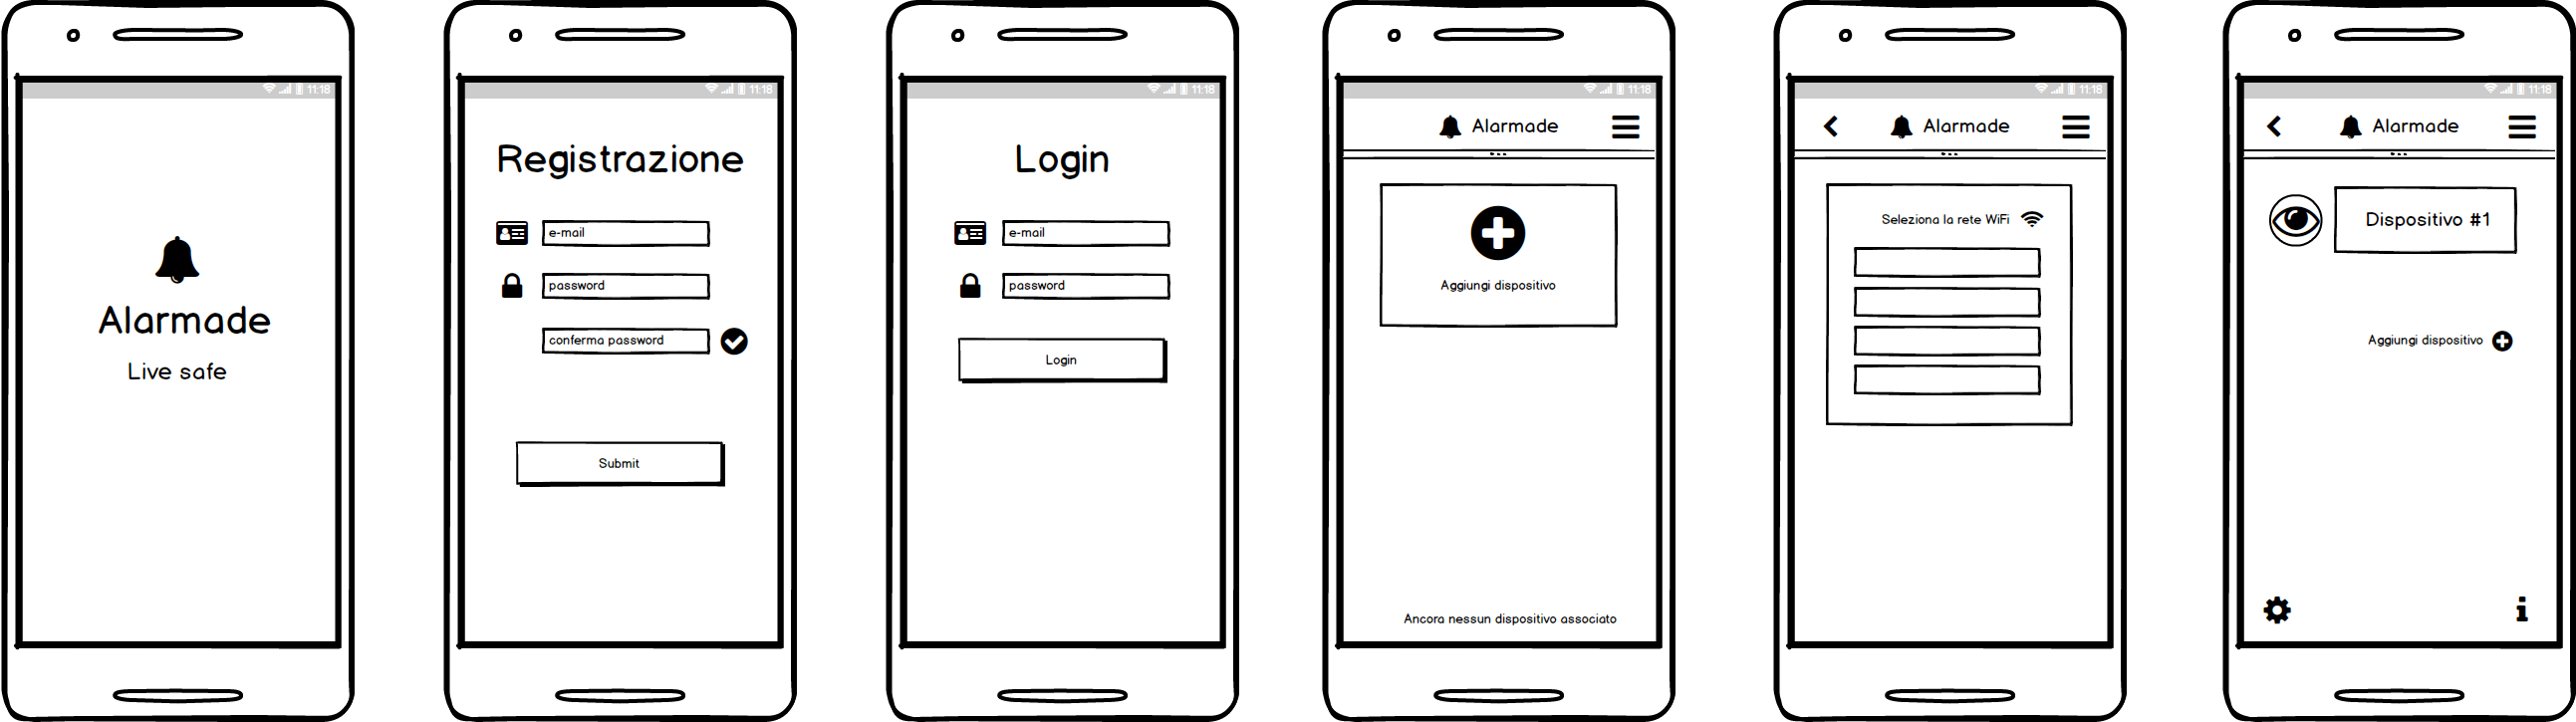 11:18
Alarmade
Live safe
11:18
Registrazione
e-mail
password
conferma password
Submit
11:18
Login
e-mail
password
Login
11:18
Alarmade
Aggiungi dispositivo
Ancora nessun dispositivo associato
11:18
Alarmade
Seleziona la rete WiFi
11:18
Alarmade
Dispositivo #1
Aggiungi dispositivo